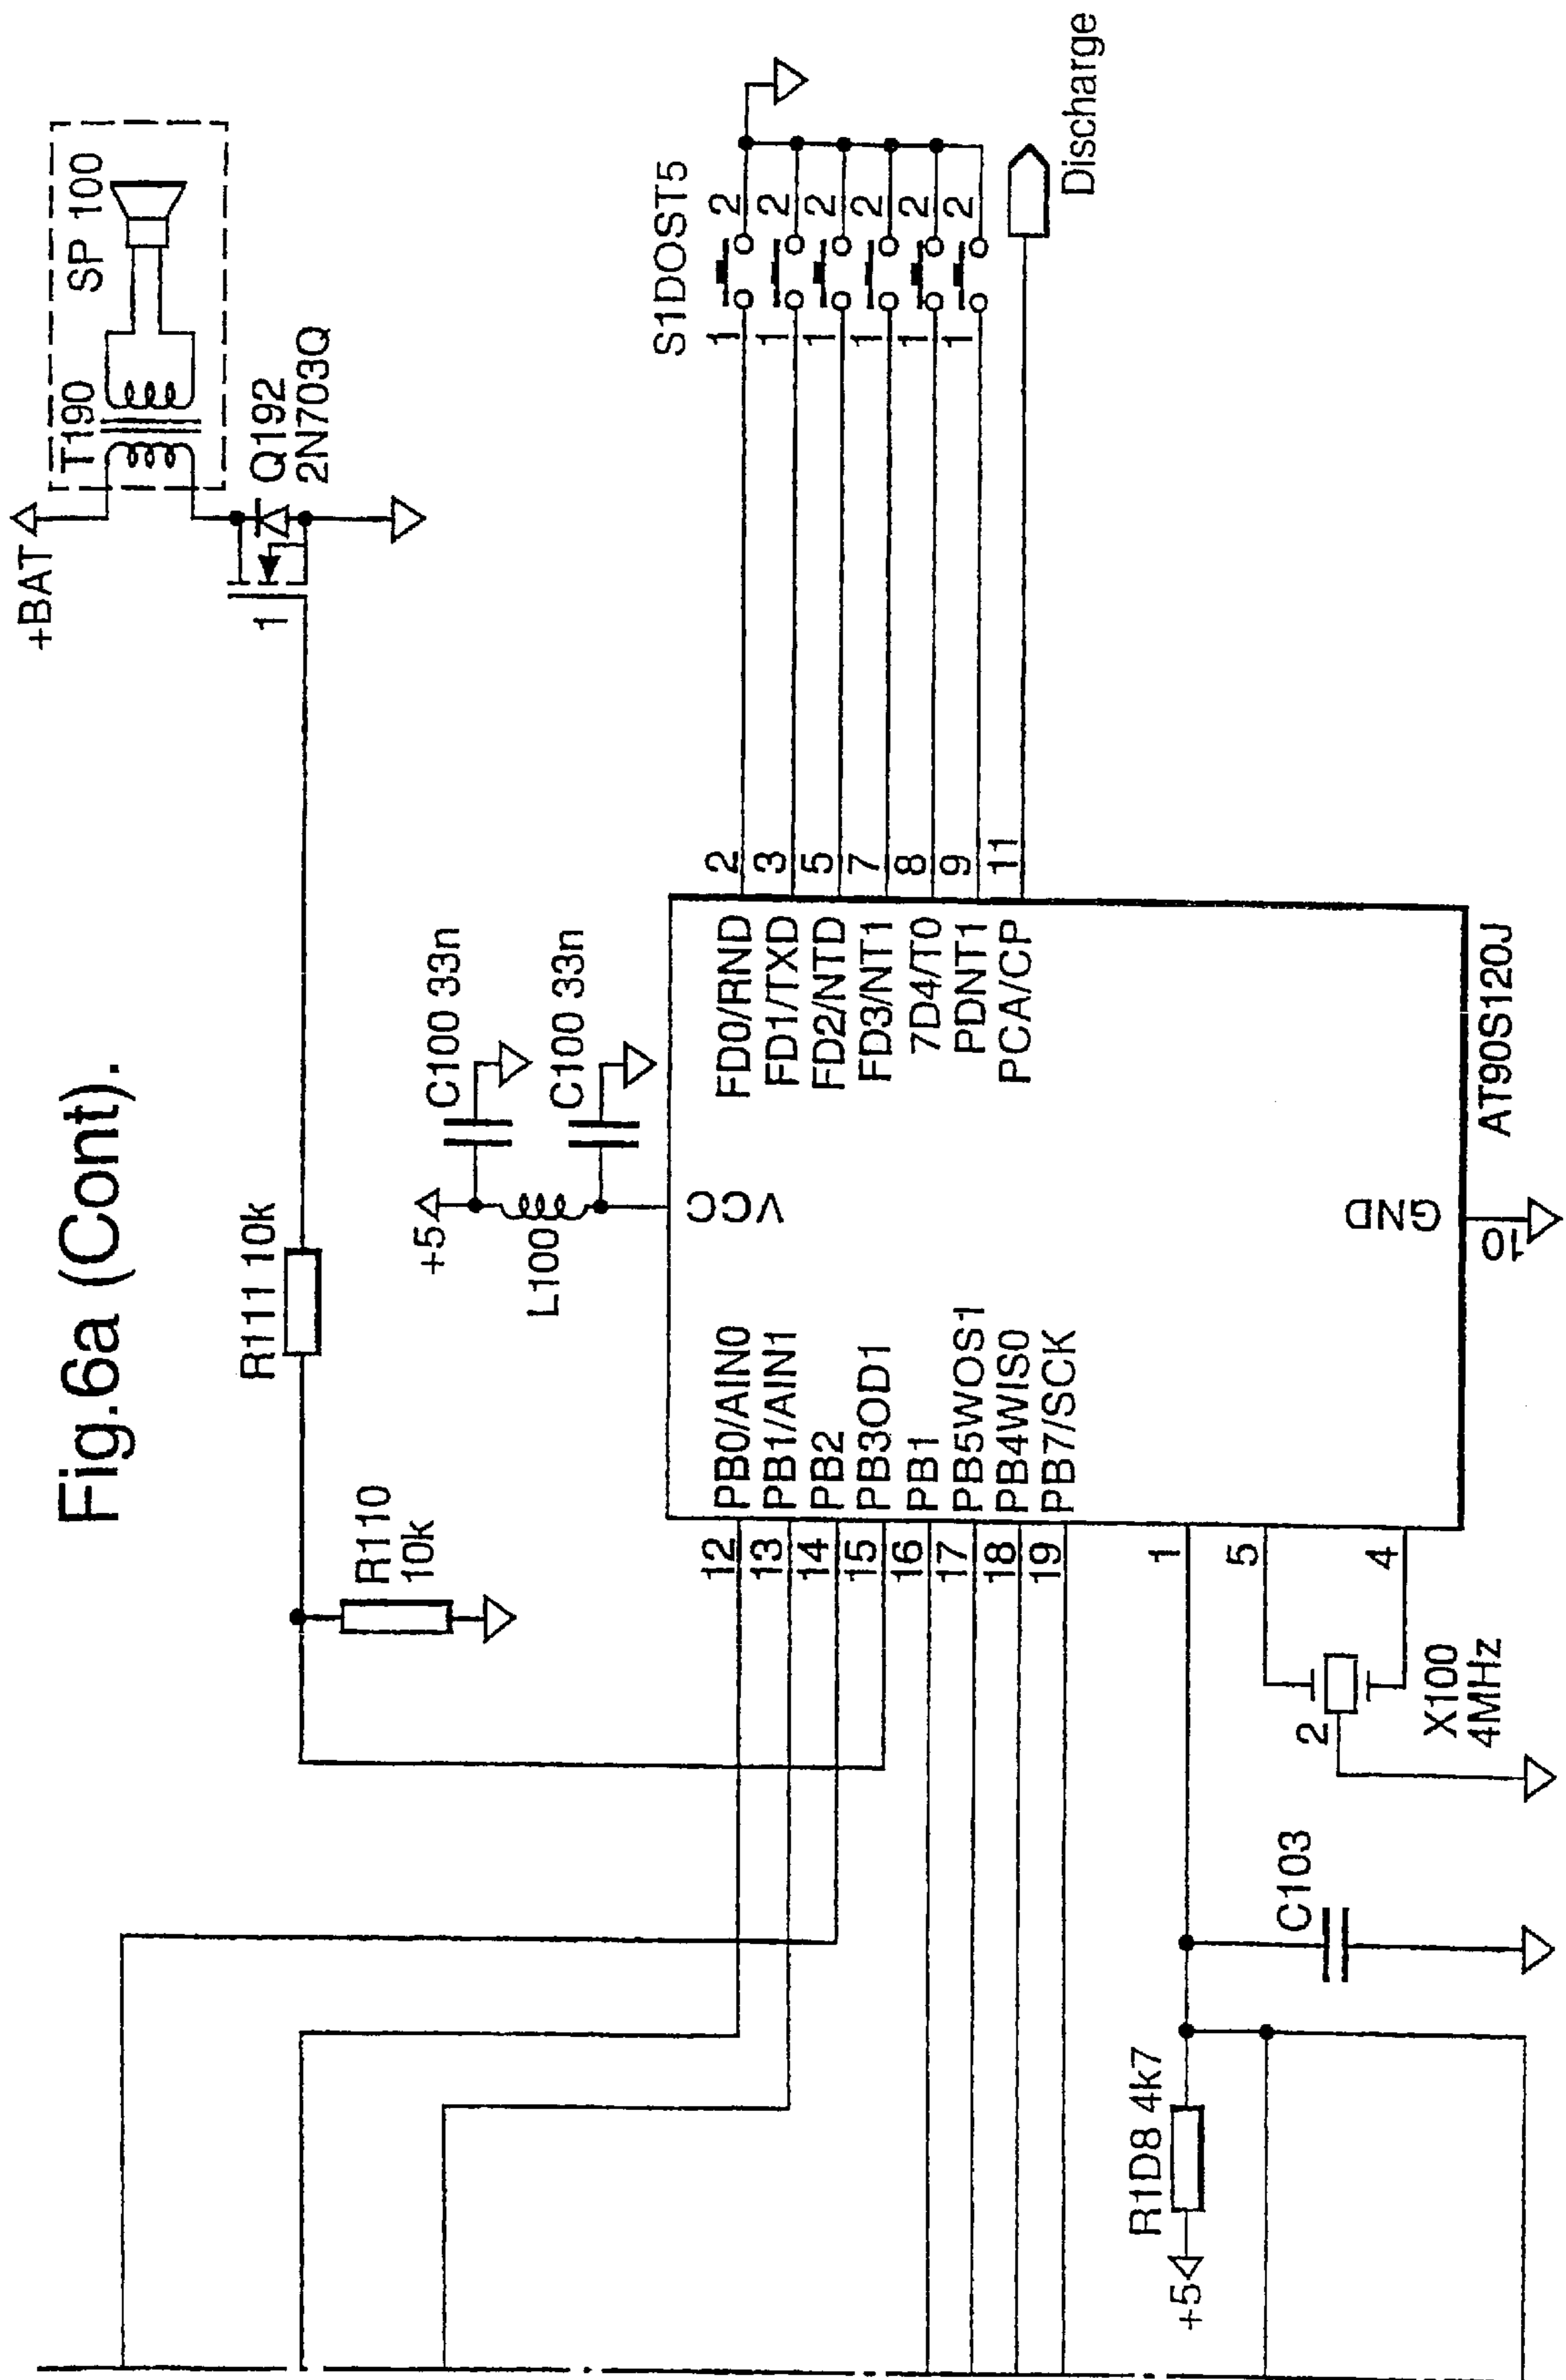 Fig.6a (Cont).
+BAT
T190
SP 100
Q192
2N703Q
1
R111 10k
R110
10k
+5
L100
C100 33n
C100 33n
S1DOST5
1 2
1 2
1 2
1 2
1 2
1 2
Discharge
VCC
12 PB0/AIN0
13 PB1/AIN1
14 PB2
15 PB3OD1
16 PB1
17 PB5WOS1
18 PB4WIS0
19 PB7/SCK
1
5
4
FD0/RND 2
FD1/TXD 3
FD2/NTD 5
FD3/NT1 7
7D4/T0 8
PDNT1 9
PCA/CP 11
GND
10
AT90S120J
2
X100
4MHz
C103
R1D8 4k7
+5